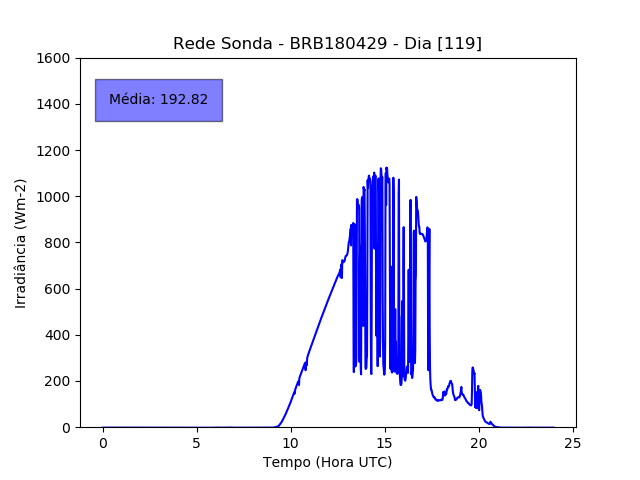 Rede Sonda - BRB180429 - Dia [119]
1600
1400
1200
1000
800
600
400
200
0
Média: 192.82
Irradiância (Wm-2)
0 5 10 15 20 25
Tempo (Hora UTC)